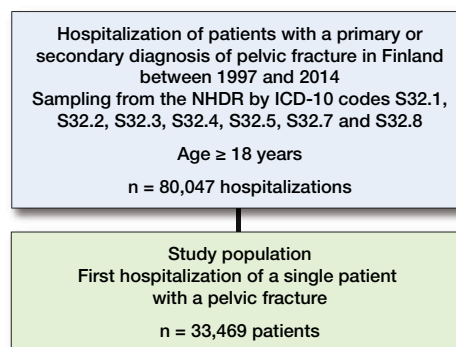 Hospitalization of patients with a primary or
secondary diagnosis of pelvic fracture in Finland
between 1997 and 2014
Sampling from the NHDR by ICD-10 codes S32.1,
S32.2, S32.3, S32.4, S32.5, S32.7 and S32.8
Age ≥ 18 years
n = 80,047 hospitalizations
Study population
First hospitalization of a single patient
with a pelvic fracture
n = 33,469 patients